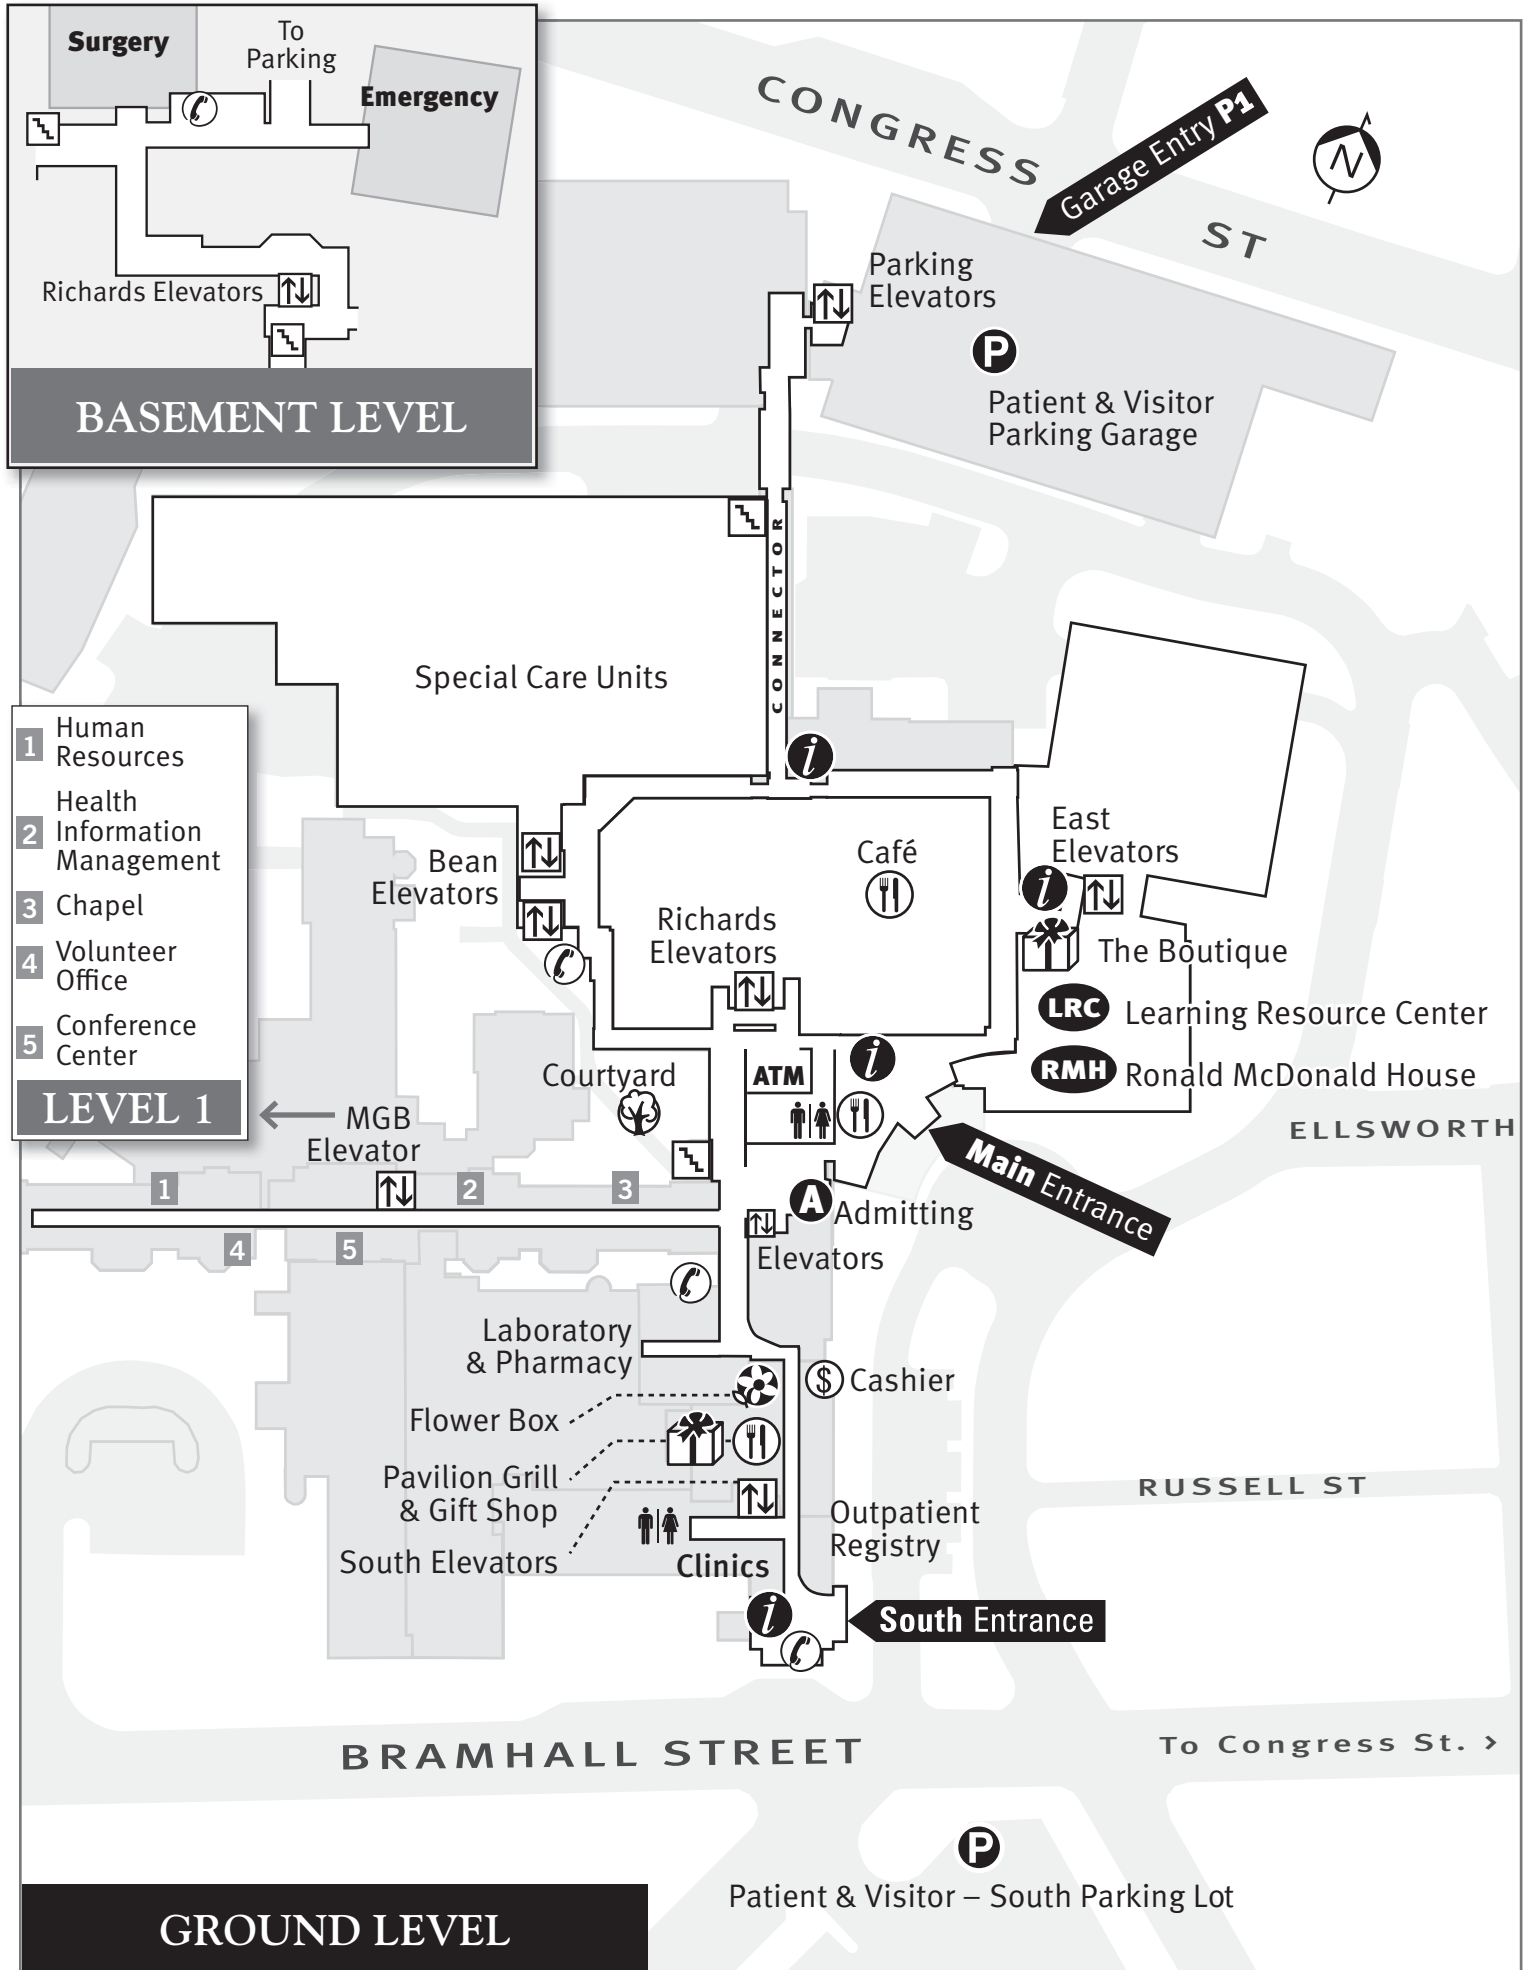 Surgery
To
Parking
Emergency
Richards Elevators
BASEMENT LEVEL
CONGRESS
ST
Garage Entry P1
N
Parking
Elevators
P
Patient & Visitor
Parking Garage
CONNECTOR
Special Care Units
1 Human
Resources
2 Health
Information
Management
3 Chapel
4 Volunteer
Office
5 Conference
Center
LEVEL 1
i
Bean
Elevators
Café
Richards
Elevators
East
Elevators
i
The Boutique
LRC Learning Resource Center
RMH Ronald McDonald House
Courtyard
ATM
i
MGB
Elevator
ELLSWORTH
Main Entrance
1
2
3
4
5
A Admitting
Elevators
Laboratory
& Pharmacy
$ Cashier
Flower Box
Pavilion Grill
& Gift Shop
South Elevators
Clinics
Outpatient
Registry
RUSSELL ST
i
South Entrance
BRAMHALL STREET
To Congress St. >
P
Patient & Visitor – South Parking Lot
GROUND LEVEL